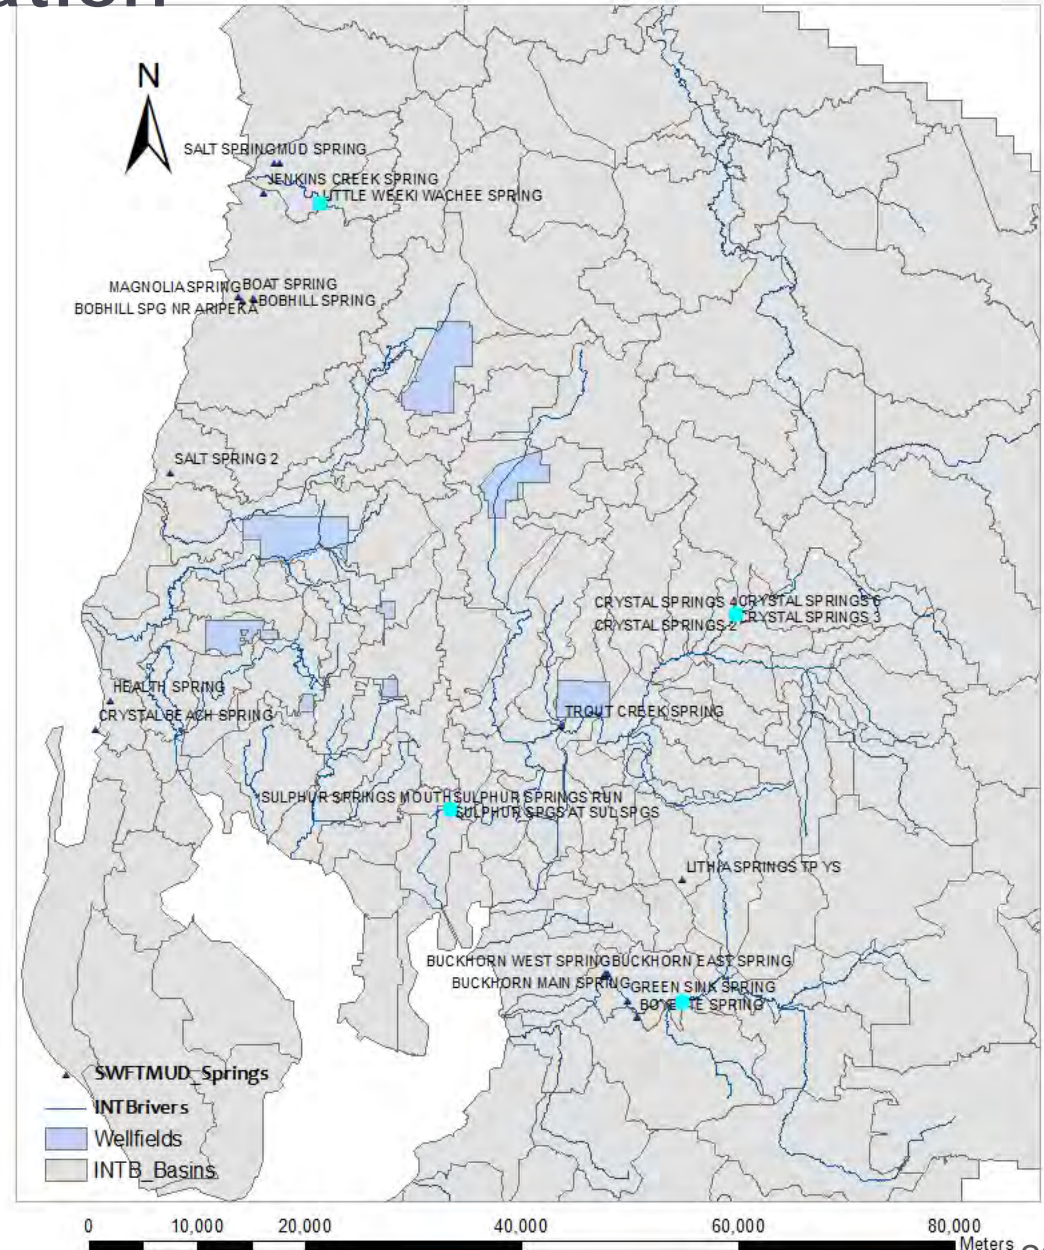 ation
N
SALT SPRING MUD SPRING
JENKINS CREEK SPRING
LITTLE WEEKI WACHEE SPRING
MAGNOLIA SPRING BOAT SPRING
BOBHILL SPRING
BOBHILL SPG NR ARIPEKA
SALT SPRING 2
CRYSTAL SPRINGS 4 CRYSTAL SPRINGS 6
CRYSTAL SPRINGS 3
CRYSTAL SPRINGS 2
HEALTH SPRING
CRYSTAL BEACH SPRING
TROUT CREEK SPRING
SULPHUR SPRINGS MOUTH SULPHUR SPRINGS RUN
SULPHUR SPGS AT SUL SPGS
LITHIA SPRINGS TP YS
BUCKHORN WEST SPRING BUCKHORN EAST SPRING
BUCKHORN MAIN SPRING
GREEN SINK SPRING
BOYETTE SPRING
SWFTMUD_Springs
INTBrivers
Wellfields
INTB_Basins
0 10,000 20,000 40,000 60,000 80,000
Meters